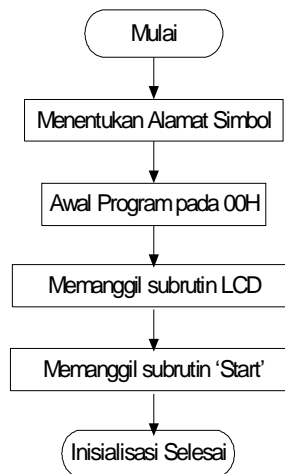 Mulai
Menentukan Alamat Simbol
Awal Program pada 00H
Memanggil subrutin LCD
Memanggil subrutin ‘Start’
Inisialisasi Selesai